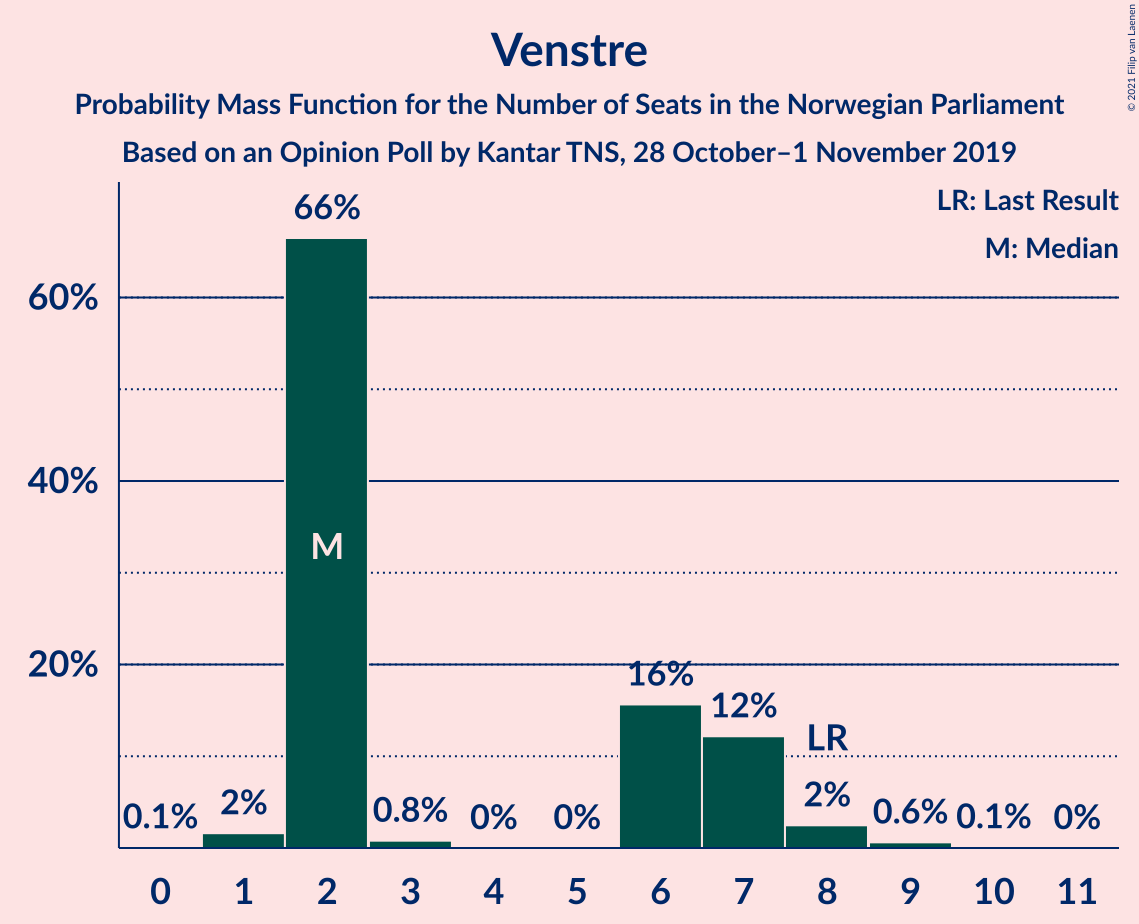 Venstre
Probability Mass Function for the Number of Seats in the Norwegian Parliament
Based on an Opinion Poll by Kantar TNS, 28 October–1 November 2019
© 2021 Filip van Laenen
LR: Last Result
M: Median
66%
60%
40%
M
20%
16%
12%
LR
0.1%
2%
0.8%
0%
0%
2%
0.6%
0.1%
0%
0 1 2 3 4 5 6 7 8 9 10 11